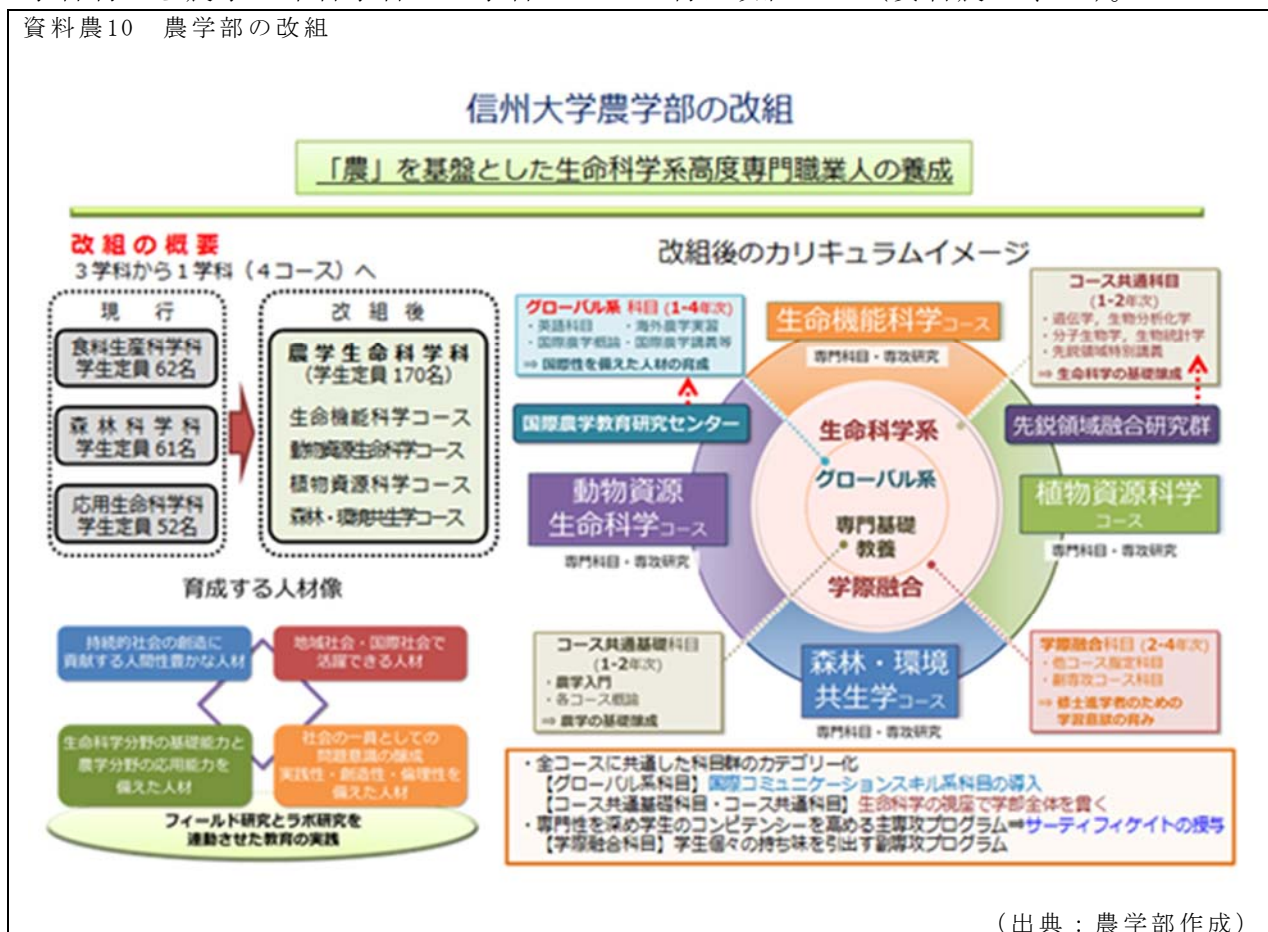 資料農10 農学部の改組
信州大学農学部の改組
「農」を基盤とした生命科学系高度専門職業人の養成
改組の概要
3学科から1学科（4コース）へ
現行
食料生産科学科
学生定員 62名
森林科学科
学生定員 61名
応用生命科学科
学生定員 52名
改組後
農学生命科学科
(学生定員 170名)
生命機能科学コース
動物資源生命科学コース
植物資源科学コース
森林・環境共生学コース
育成する人材像
持続的社会の創造に
貢献する人間性豊かな人材
地域社会・国際社会で
活躍できる人材
生命科学分野の基礎能力と
農学分野の応用能力を
備えた人材
社会の一員としての
問題意識の醸成
実践性・創造性・倫理性を
備えた人材
フィールド研究とラボ研究を
連動させた教育の実践
改組後のカリキュラムイメージ
グローバル系 科目 (1-4年次)
・英語科目 ・海外農学実習
・国際農学概論 ・国際農学講義等
⇒ 国際性を備えた人材の育成
国際農学教育研究センター
生命機能科学コース
専門科目・専攻研究
コース共通科目
(1-2年次)
・遺伝学，生物分析化学
・分子生物学，生物統計学
・先鋭領域特別講義
⇒ 生命科学の基礎醸成
先鋭領域融合研究群
動物資源
生命科学コース
専門科目・専攻研究
生命科学系
グローバル系
専門基礎
教養
学際融合
植物資源科学
コース
専門科目・専攻研究
コース共通基礎科目
(1-2年次)
・農学入門
・各コース概論
⇒ 農学の基礎醸成
森林・環境
共生学コース
専門科目・専攻研究
学際融合科目 (2-4年次)
・他コース指定科目
・副専攻コース科目
⇒ 修士進学者のための
学習意欲の育み
・全コースに共通した科目群のカテゴリー化
【グローバル系科目】国際コミュニケーションスキル系科目の導入
【コース共通基礎科目・コース共通科目】生命科学の視座で学部全体を貫く
・専門性を深め学生のコンピテンシーを高める主専攻プログラム⇒サーティフィケイトの授与
【学際融合科目】学生個々の持ち味を引出す副専攻プログラム
（出典：農学部作成）